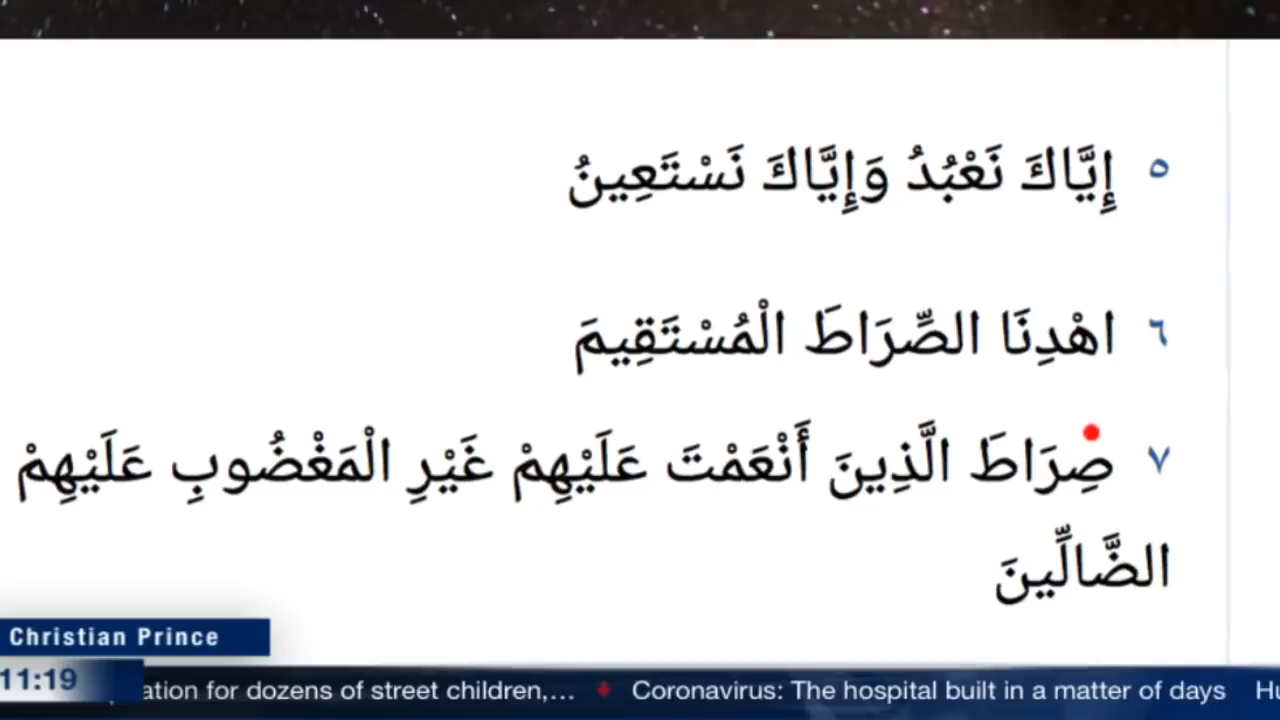 ٥ إِيَّاكَ نَعْبُدُ وَإِيَّاكَ نَسْتَعِينُ
٦ اهْدِنَا الصِّرَاطَ الْمُسْتَقِيمَ
٧ صِرَاطَ الَّذِينَ أَنْعَمْتَ عَلَيْهِمْ غَيْرِ الْمَغْضُوبِ عَلَيْهِمْ
الضَّالِّينَ
Christian Prince
11:19
ation for dozens of street children,... ♦ Coronavirus: The hospital built in a matter of days